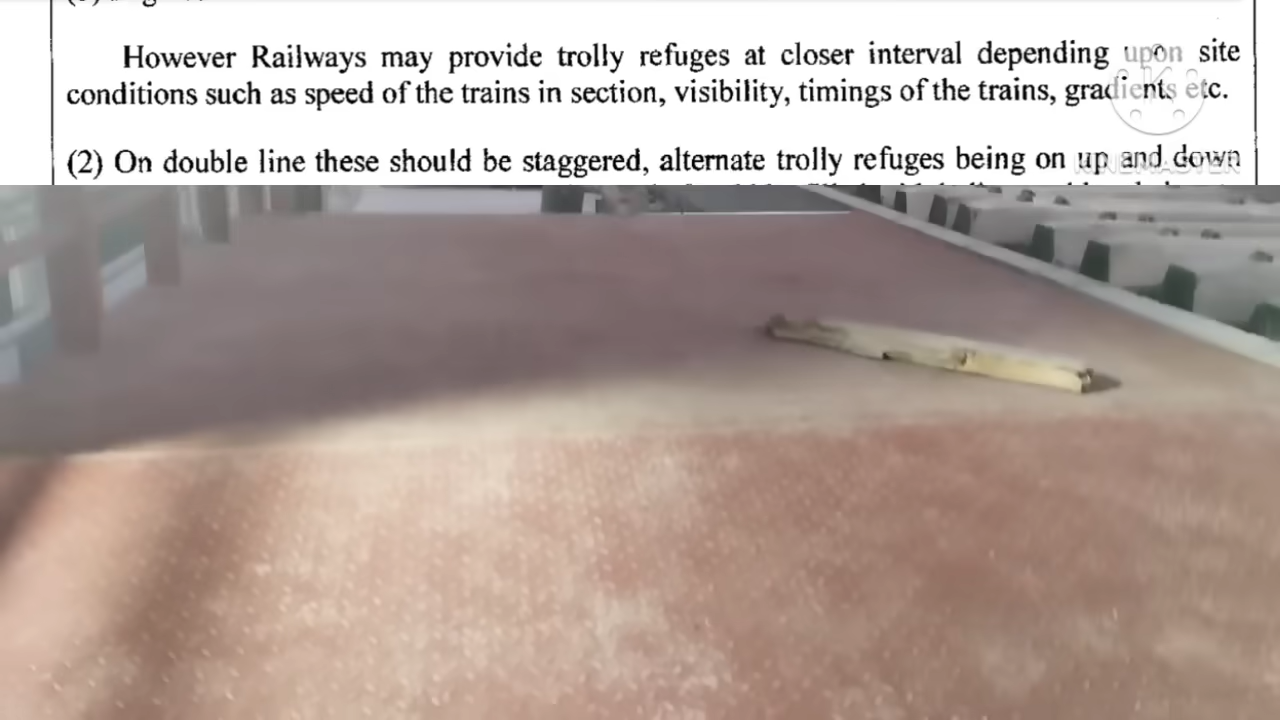 However Railways may provide trolly refuges at closer interval depending upon site
conditions such as speed of the trains in section, visibility, timings of the trains, gradients etc.
(2) On double line these should be staggered, alternate trolly refuges being on up and down
KINEMASTER